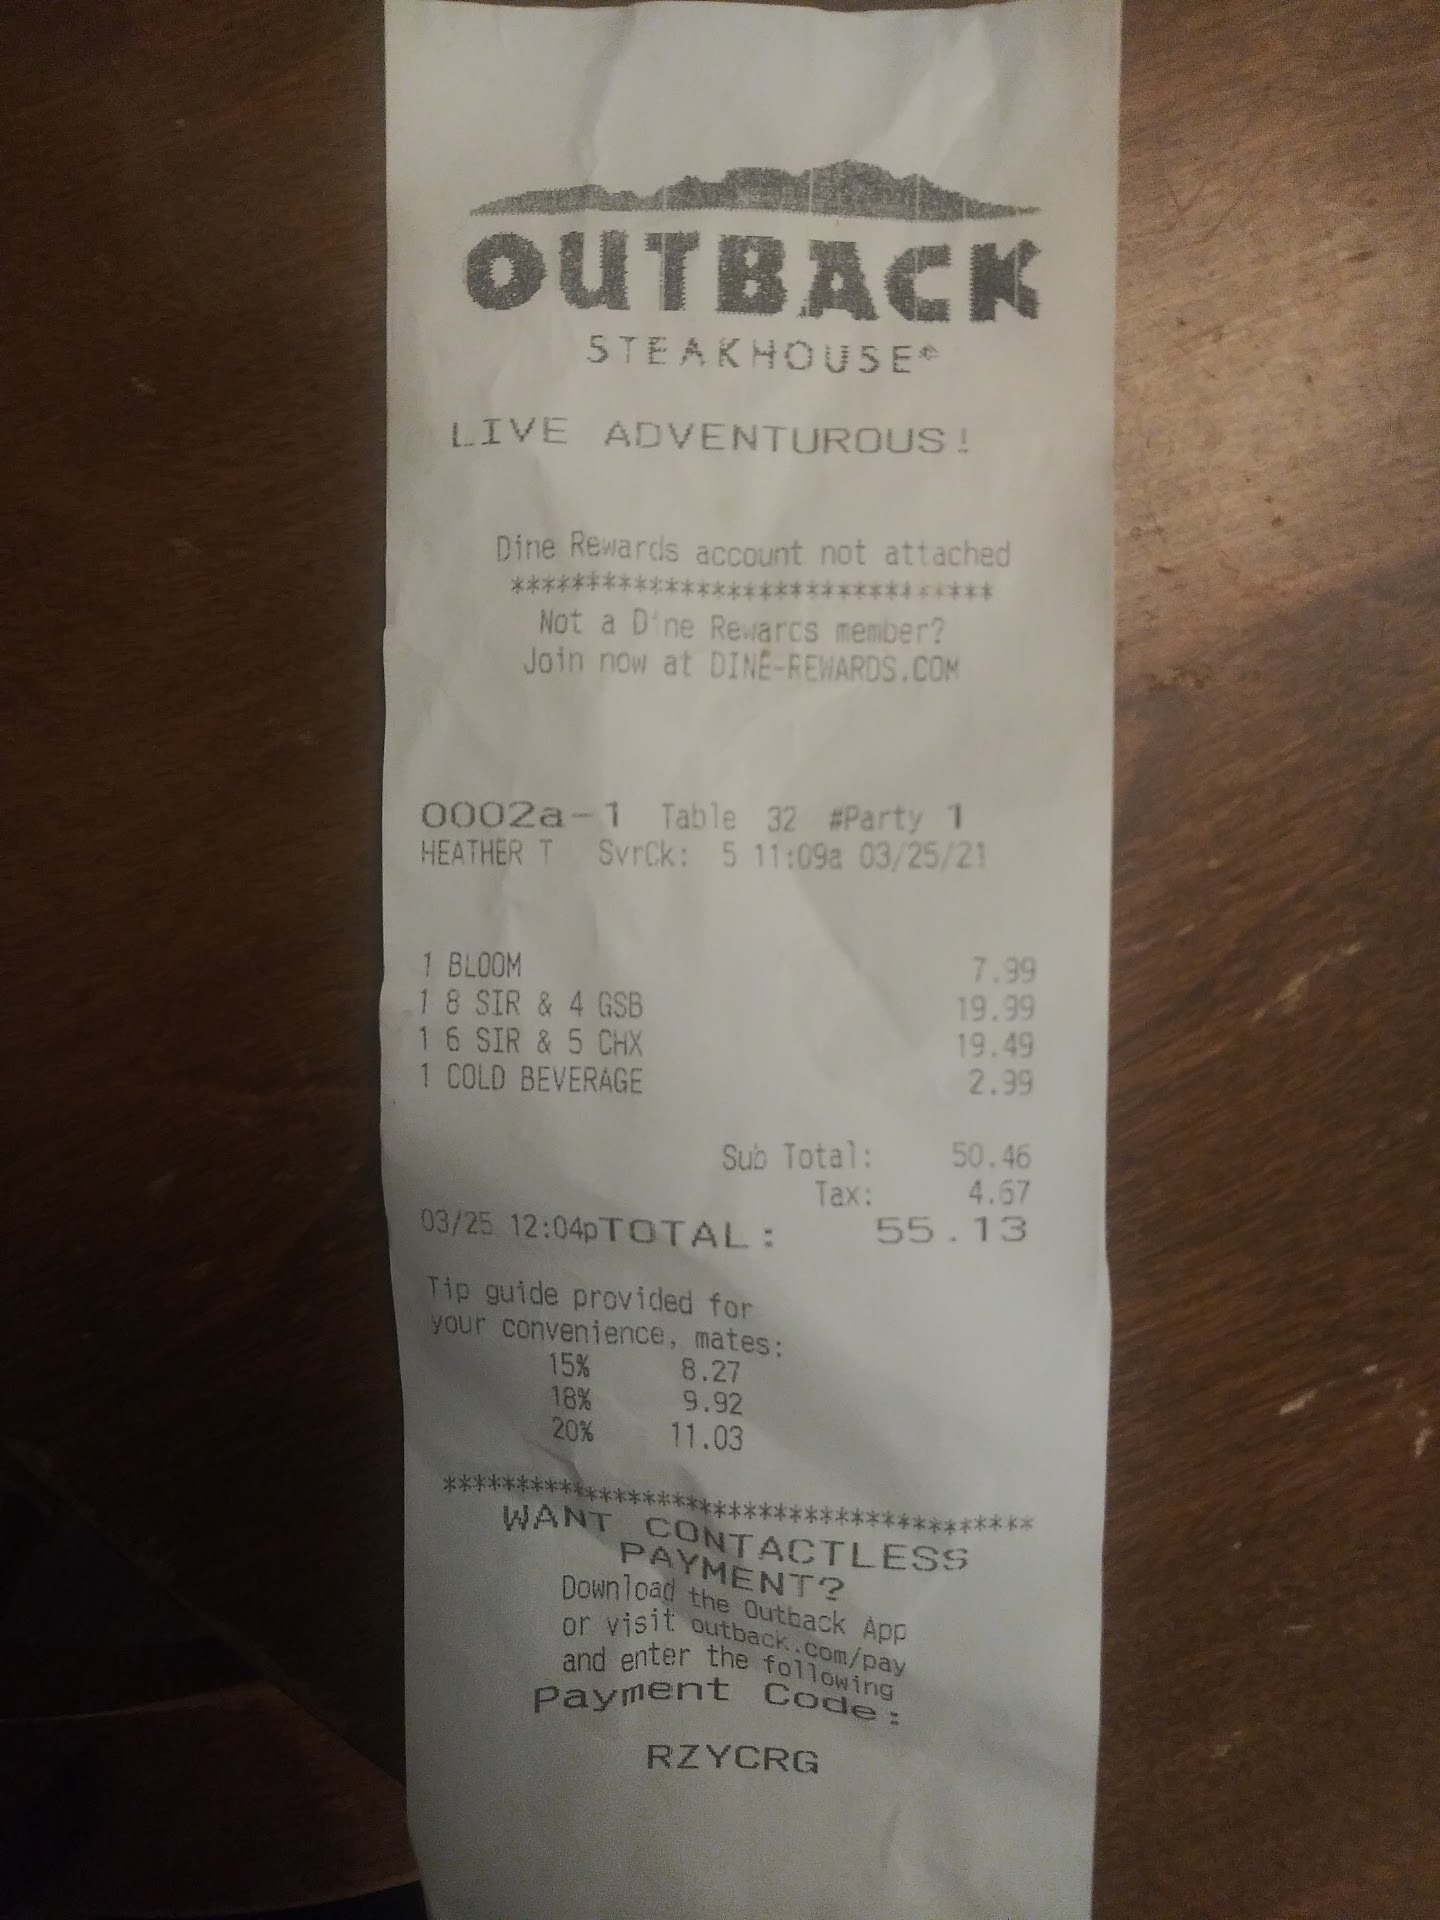 OUTBACK
STEAKHOUSE®
LIVE ADVENTUROUS!
Dine Rewards account not attached
********************************
Not a Dine Rewards member?
Join now at DINE-REWARDS.COM
0002a-1 Table 32 #Party 1
HEATHER T SvrCk: 5 11:09a 03/25/21
1 BLOOM 7.99
1 8 SIR & 4 GSB 19.99
1 6 SIR & 5 CHX 19.49
1 COLD BEVERAGE 2.99
Sub Total: 50.46
Tax: 4.67
03/25 12:04pTOTAL: 55.13
Tip guide provided for
your convenience, mates:
15% 8.27
18% 9.92
20% 11.03
****************************************
WANT CONTACTLESS
PAYMENT?
Download the Outback App
or visit outback.com/pay
and enter the following
Payment Code:
RZYCRG